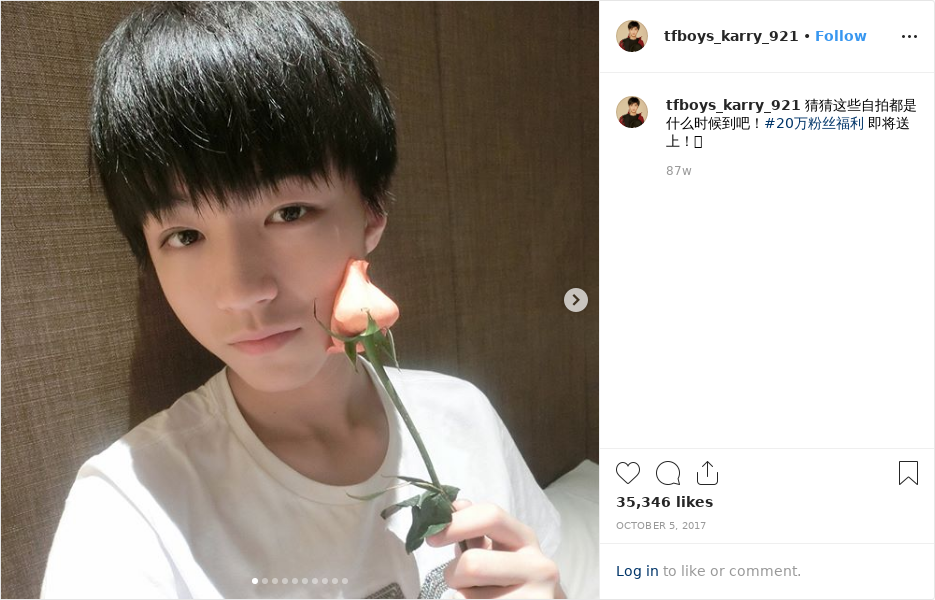 tfboys_karry_921 • Follow
tfboys_karry_921 猜猜这些自拍都是
什么时候到吧！#20万粉丝福利 即将送
上！
87w
35,346 likes
OCTOBER 5, 2017
Log in to like or comment.